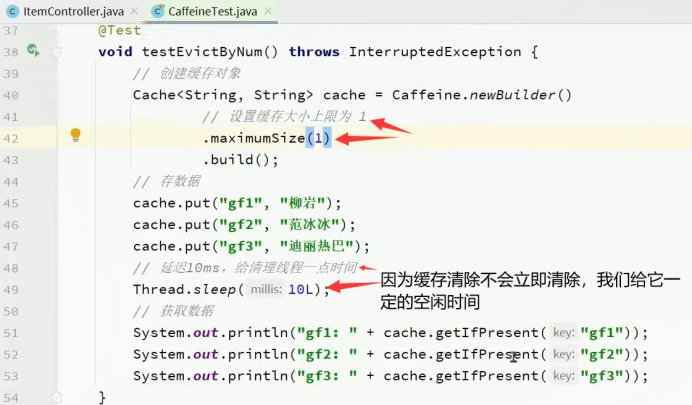 ItemController.java × CaffeineTest.java ×
37 @Test
38 void testEvictByNum() throws InterruptedException {
39 // 创建缓存对象
40 Cache<String, String> cache = Caffeine.newBuilder()
41 // 设置缓存大小上限为 1
42 .maximumSize(1)
43 .build();
44 // 存数据
45 cache.put("gf1", "柳岩");
46 cache.put("gf2", "范冰冰");
47 cache.put("gf3", "迪丽热巴");
48 // 延迟10ms，给清理线程一点时间
49 Thread.sleep( millis: 10L);
因为缓存清除不会立即清除，我们给它一
定的空闲时间
50 // 获取数据
51 System.out.println("gf1: " + cache.getIfPresent( key: "gf1"));
52 System.out.println("gf2: " + cache.getIfPresent( key: "gf2"));
53 System.out.println("gf3: " + cache.getIfPresent( key: "gf3"));
54 }